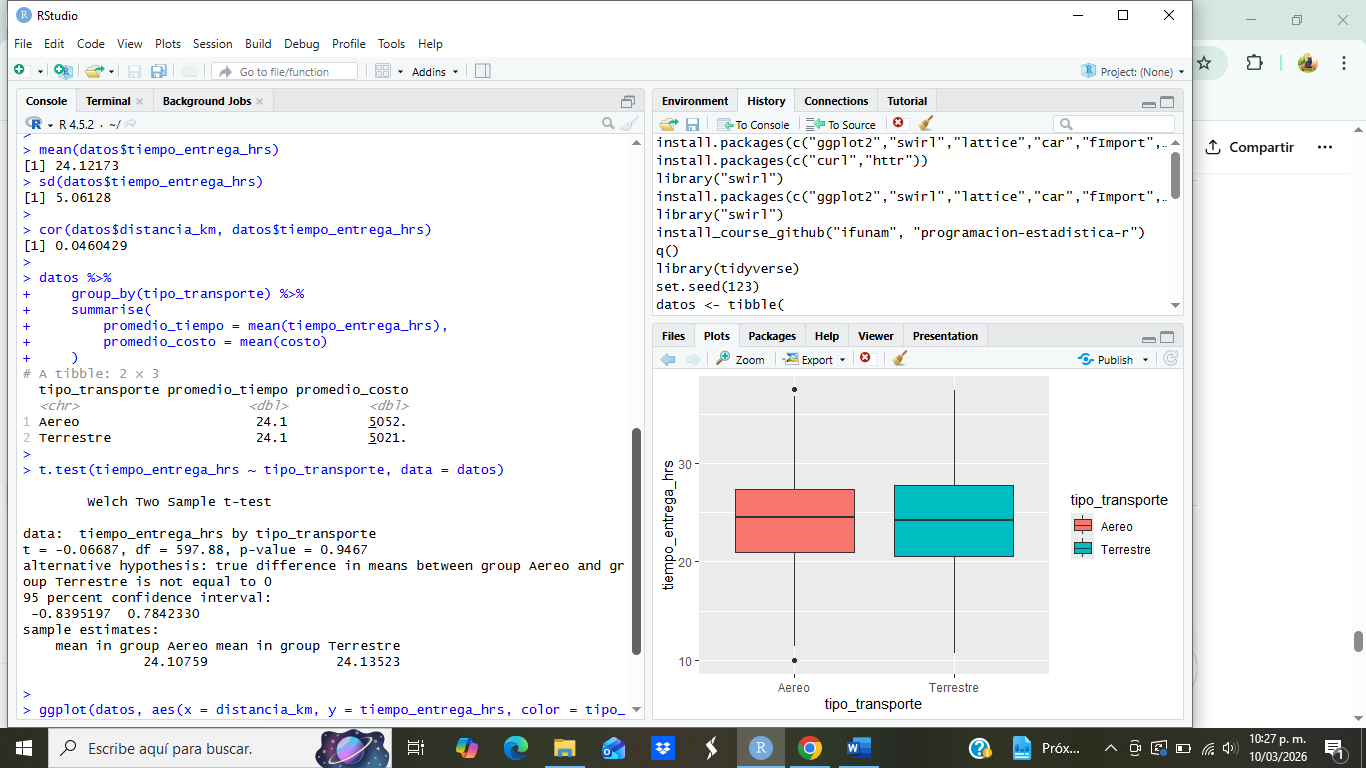 RStudio
File Edit Code View Plots Session Build Debug Profile Tools Help
Go to file/function Addins Project: (None)
Console Terminal Background Jobs
R 4.5.2 · ~/
>
> mean(datos$tiempo_entrega_hrs)
[1] 24.12173
> sd(datos$tiempo_entrega_hrs)
[1] 5.06128
>
> cor(datos$distancia_km, datos$tiempo_entrega_hrs)
[1] 0.0460429
>
> datos %>%
+     group_by(tipo_transporte) %>%
+     summarise(
+         promedio_tiempo = mean(tiempo_entrega_hrs),
+         promedio_costo = mean(costo)
+     )
# A tibble: 2 × 3
  tipo_transporte promedio_tiempo promedio_costo
  <chr>                     <dbl>          <dbl>
1 Aereo                      24.1          5052.
2 Terrestre                  24.1          5021.
>
> t.test(tiempo_entrega_hrs ~ tipo_transporte, data = datos)
        Welch Two Sample t-test
data:  tiempo_entrega_hrs by tipo_transporte
t = -0.06687, df = 597.88, p-value = 0.9467
alternative hypothesis: true difference in means between group Aereo and gr
oup Terrestre is not equal to 0
95 percent confidence interval:
 -0.8395197  0.7842330
sample estimates:
    mean in group Aereo mean in group Terrestre
               24.10759                24.13523
>
> ggplot(datos, aes(x = distancia_km, y = tiempo_entrega_hrs, color = tipo_
Environment History Connections Tutorial
To Console To Source
install.packages(c("ggplot2","swirl","lattice","car","fImport",…
install.packages(c("curl","httr"))
library("swirl")
install.packages(c("ggplot2","swirl","lattice","car","fImport",…
library("swirl")
install_course_github("ifunam", "programacion-estadistica-r")
q()
library(tidyverse)
set.seed(123)
datos <- tibble(
Files Plots Packages Help Viewer Presentation
Zoom Export Publish
tiempo_entrega_hrs
30
20
10
Aereo Terrestre
tipo_transporte
tipo_transporte
Aereo
Terrestre
Compartir
Escribe aquí para buscar.
Próx...
10:27 p. m.
10/03/2026
1